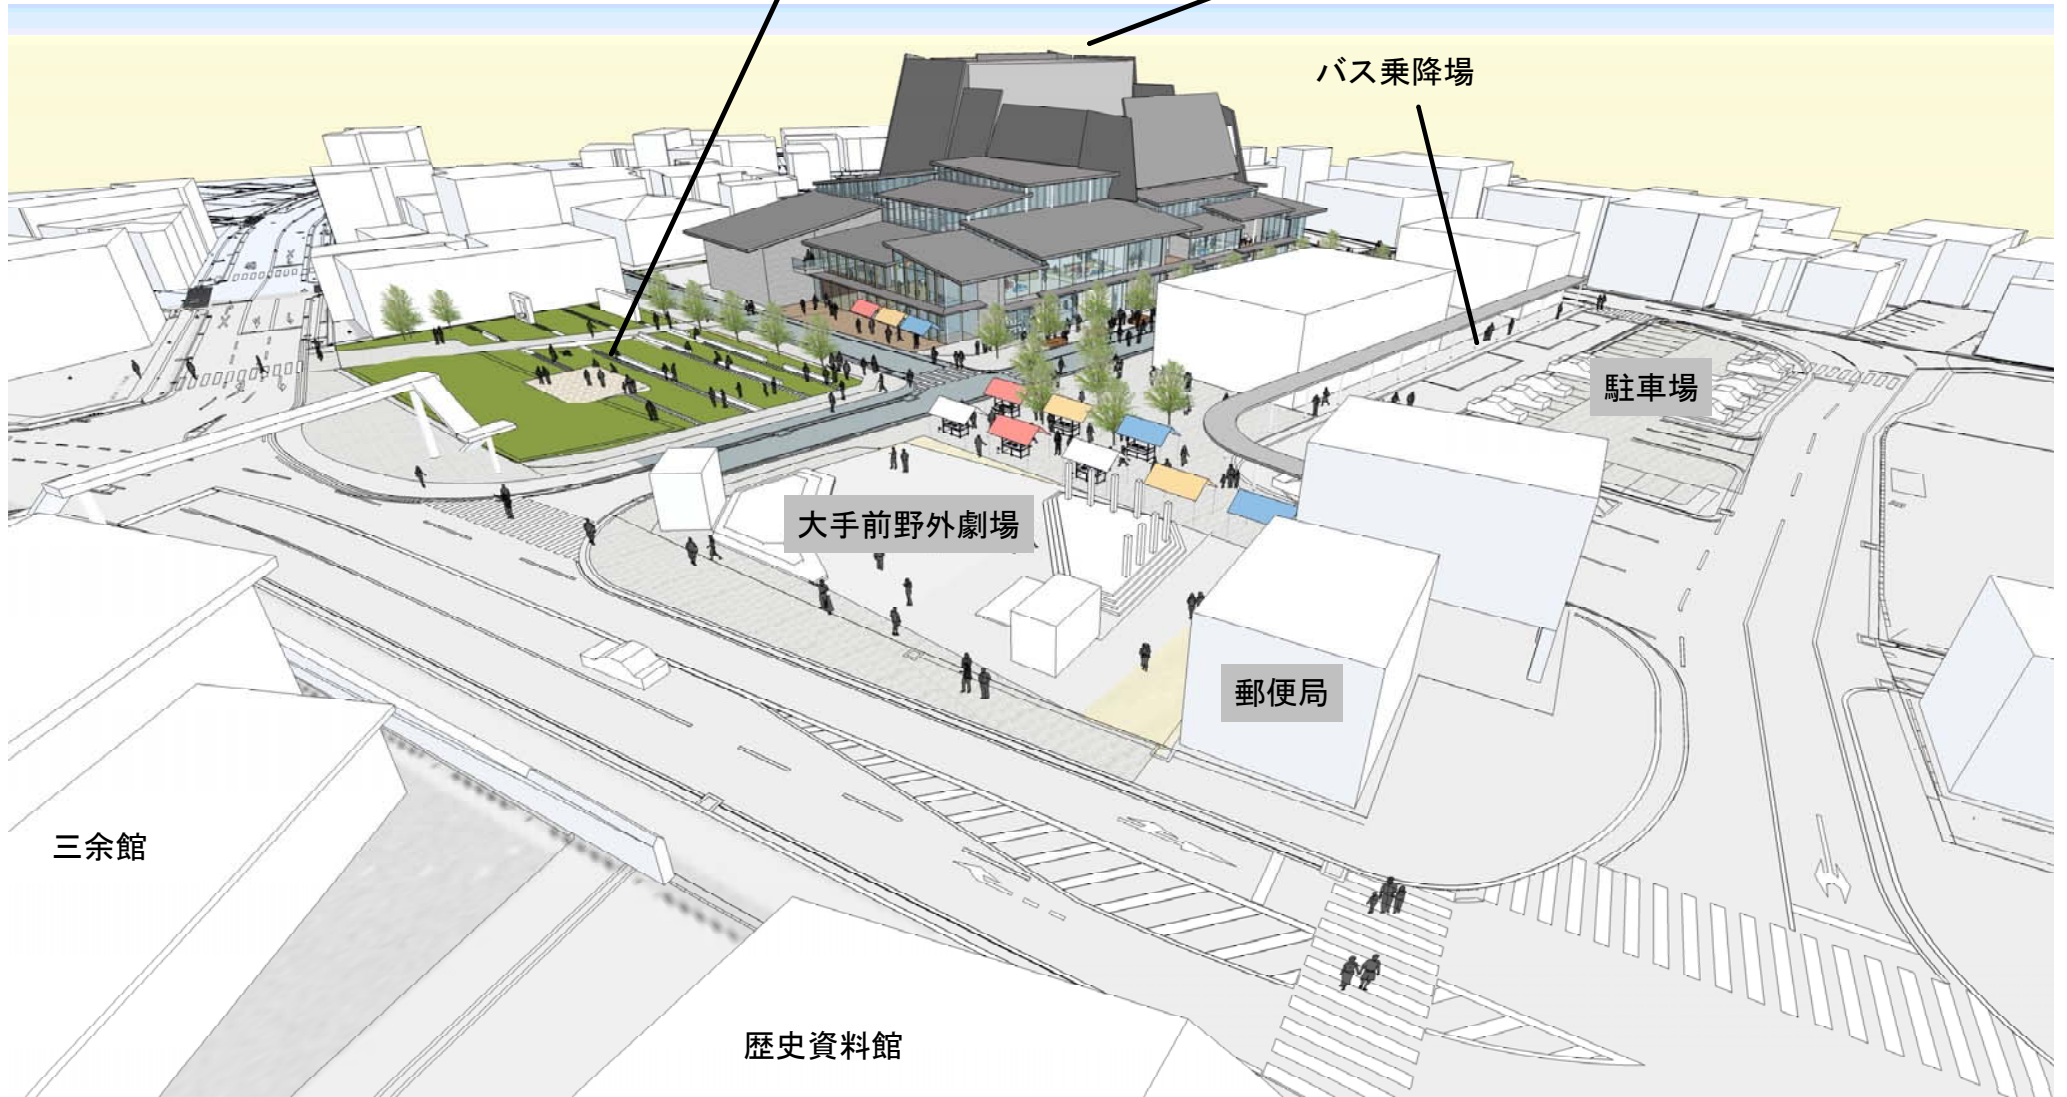 バス乗降場
駐車場
大手前野外劇場
郵便局
三余館
歴史資料館